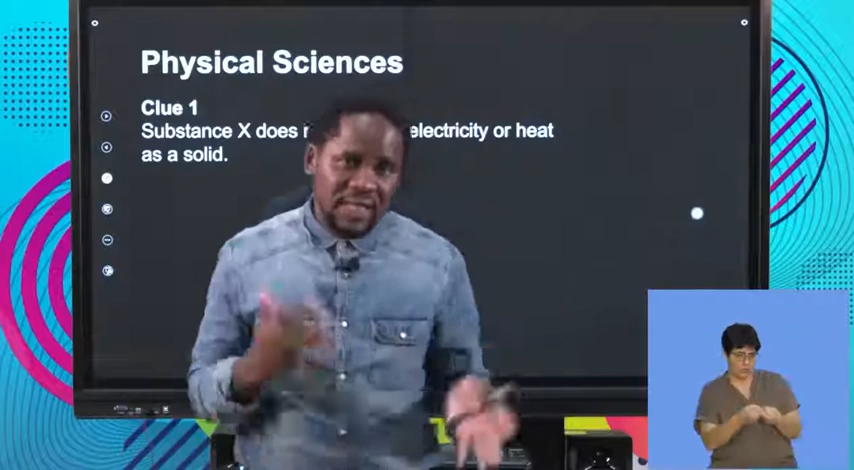 Physical Sciences
Clue 1
Substance X does electricity or heat
as a solid.